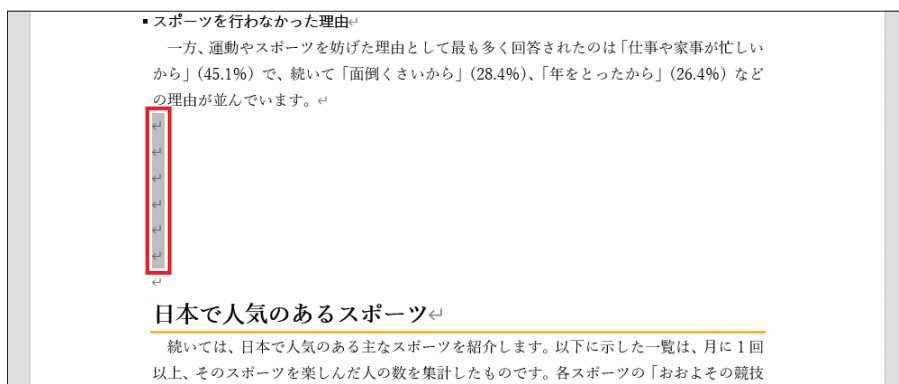 ▪ スポーツを行わなかった理由↵
一方、運動やスポーツを妨げた理由として最も多く回答されたのは「仕事や家事が忙しい
から」（45.1%）で、続いて「面倒くさいから」（28.4%）、「年をとったから」（26.4%）など
の理由が並んでいます。↵
↵
↵
↵
↵
↵
↵
↵
日本で人気のあるスポーツ↵
続いては、日本で人気のある主なスポーツを紹介します。以下に示した一覧は、月に１回
以上、そのスポーツを楽しんだ人の数を集計したものです。各スポーツの「おおよその競技